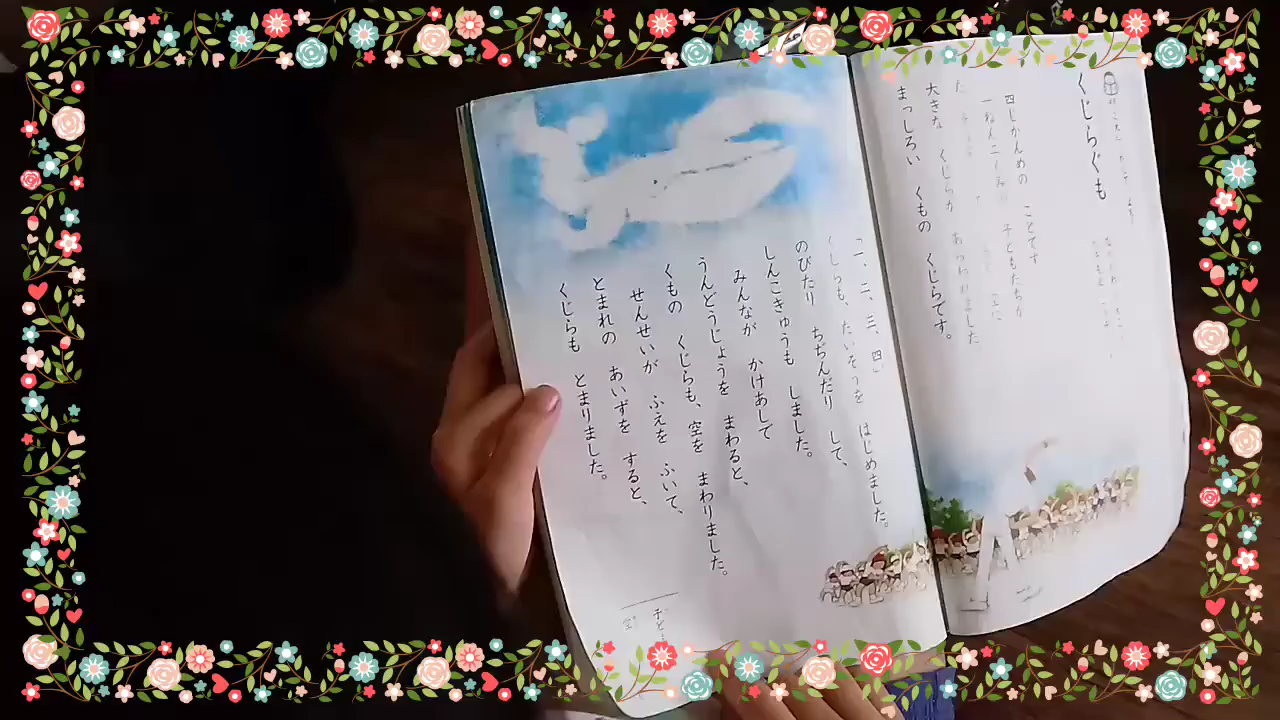 くじらぐも
四じかんめの ことです
一ねん二くみの 子どもたちが
大きな くじらが あらわれました
まっしろい くもの くじらです。
「一、二、三、四。」
くじらも、たいそうを はじめました。
のびたり ちぢんだり して、
しんこきゅうも しました。
みんなが かけあしで
うんどうじょうを まわると、
くもの くじらも、空を まわりました。
せんせいが ふえを ふいて、
とまれの あいずを すると、
くじらも とまりました。
子ど
空